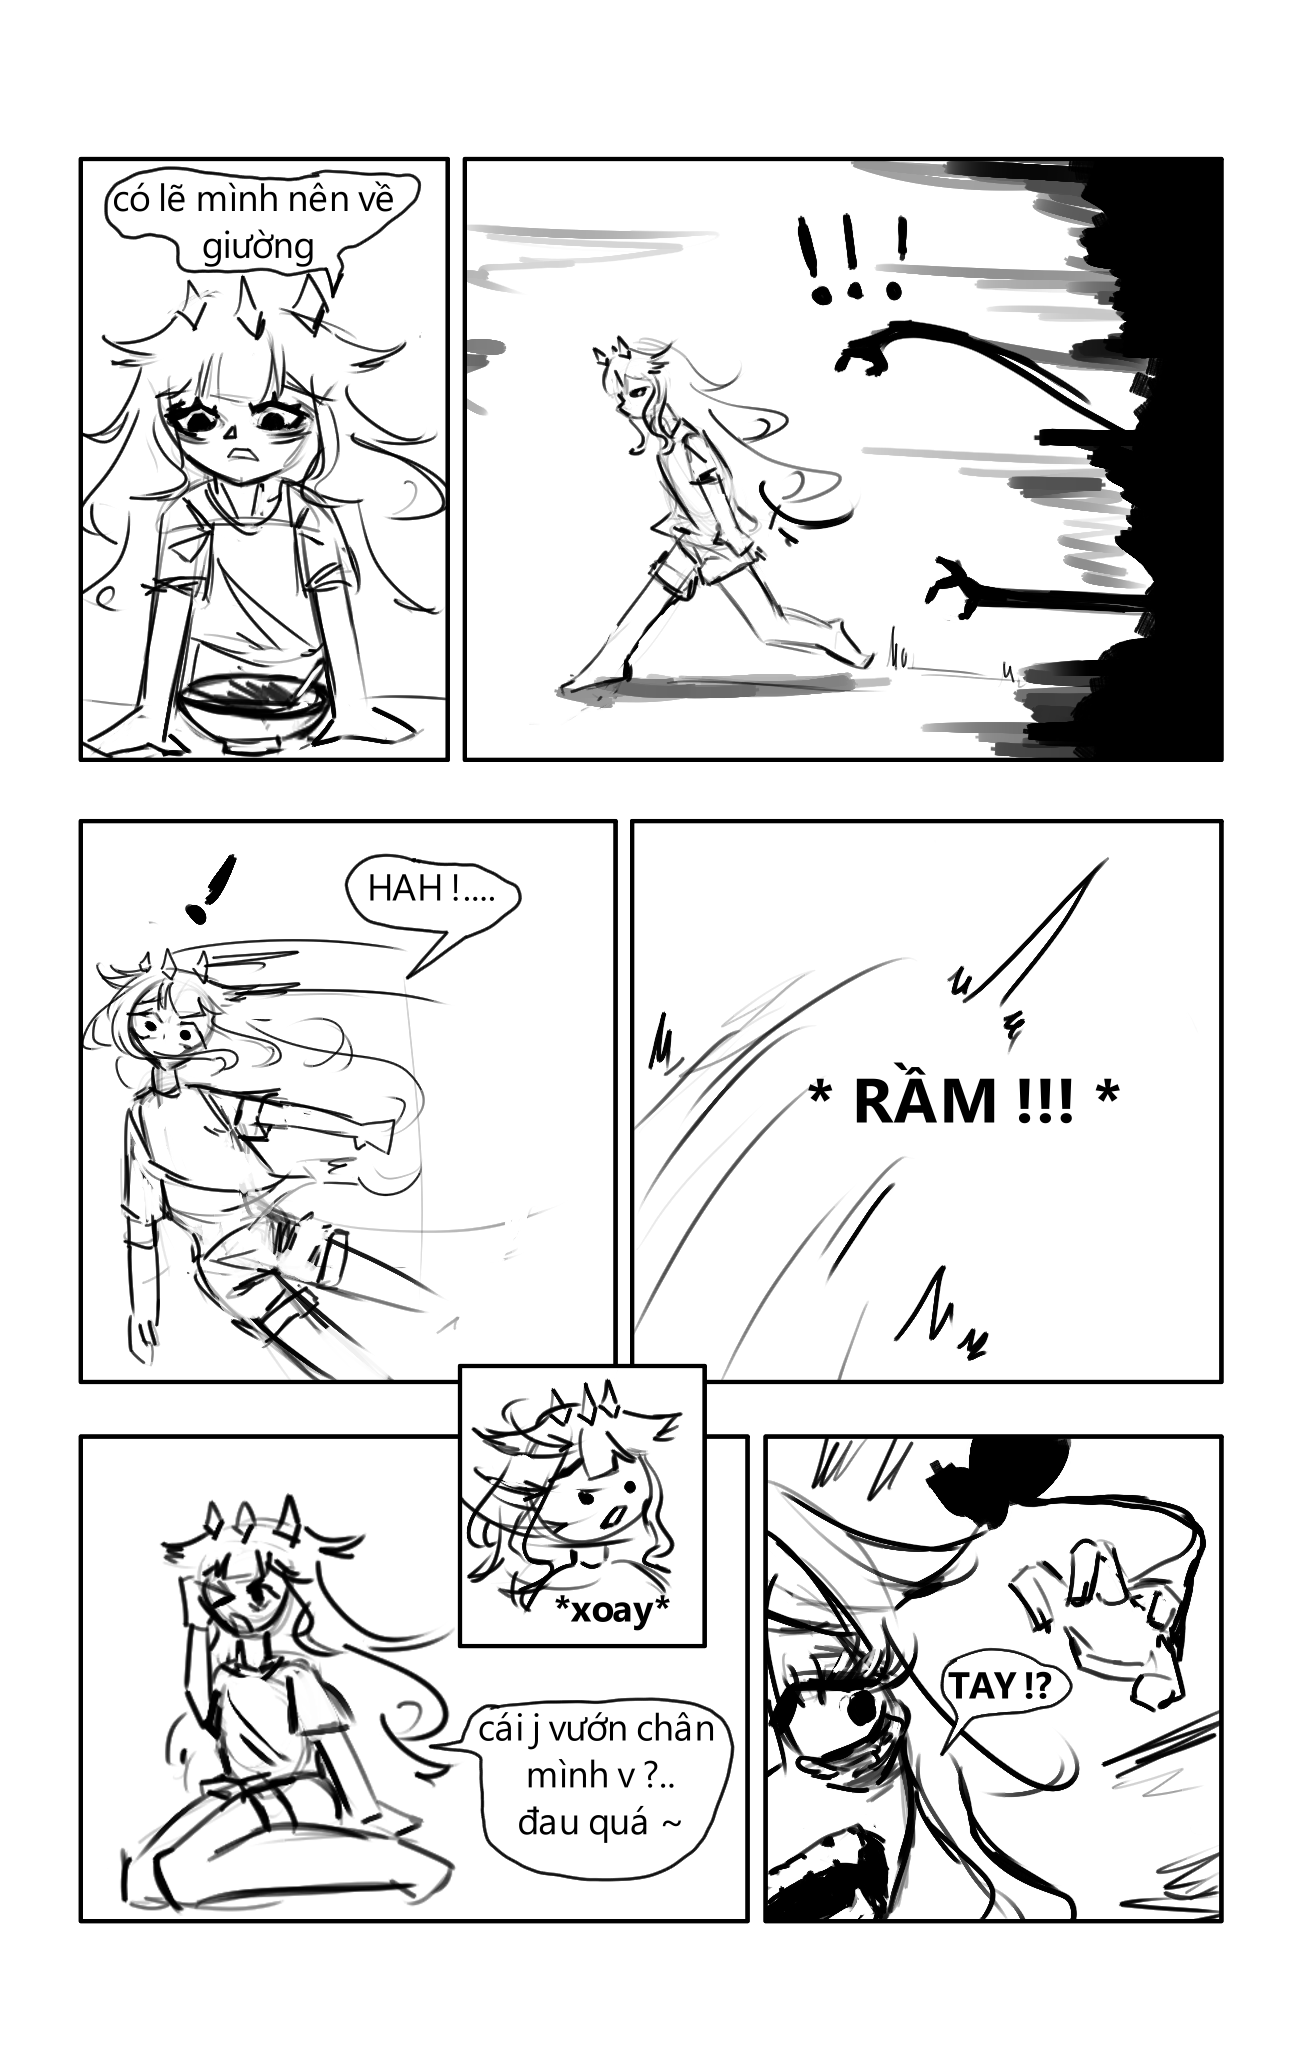 có lẽ mình nên về
giường
! ! !
!
HAH !....
* RẦM !!! *
*xoay*
cái j vướn chân
mình v ?..
đau quá ~
TAY !?